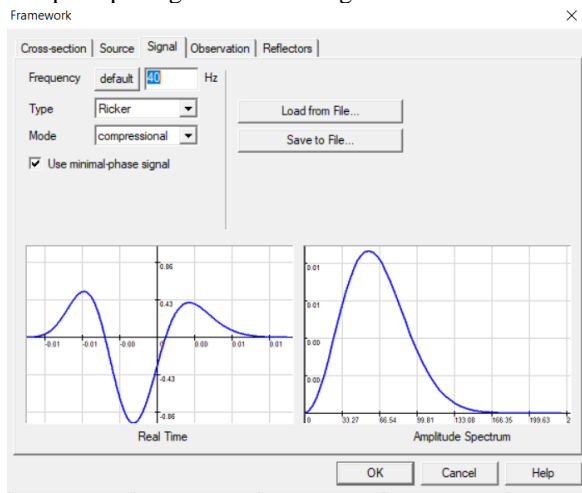 Framework
Cross-section Source Signal Observation Reflectors
Frequency default 40 Hz
Type Ricker
Load from File...
Mode compressional
Save to File...
Use minimal-phase signal
0.86
0.43
-0.01 -0.01 -0.00 0 0.00 0.01 0.01
-0.43
-0.86
Real Time
0.01
0.01
0.00
0.00
0 33.27 66.54 99.81 133.08 166.35 199.63 2
Amplitude Spectrum
OK Cancel Help